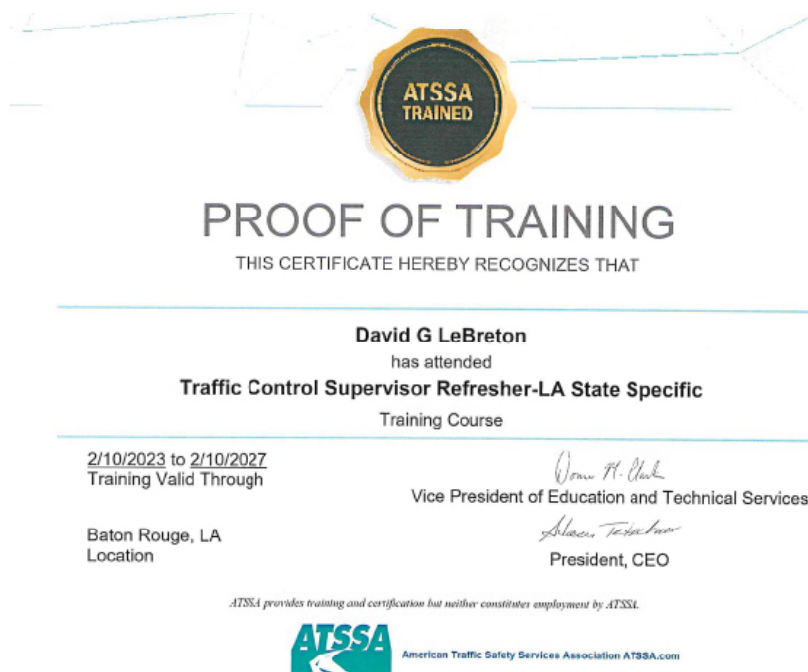 ATSSA
TRAINED
PROOF OF TRAINING
THIS CERTIFICATE HEREBY RECOGNIZES THAT
David G LeBreton
has attended
Traffic Control Supervisor Refresher-LA State Specific
Training Course
2/10/2023 to 2/10/2027
Training Valid Through
Vice President of Education and Technical Services
Baton Rouge, LA
Location
President, CEO
ATSSA provides training and certification but neither constitutes employment by ATSSA.
ATSSA
American Traffic Safety Services Association ATSSA.com